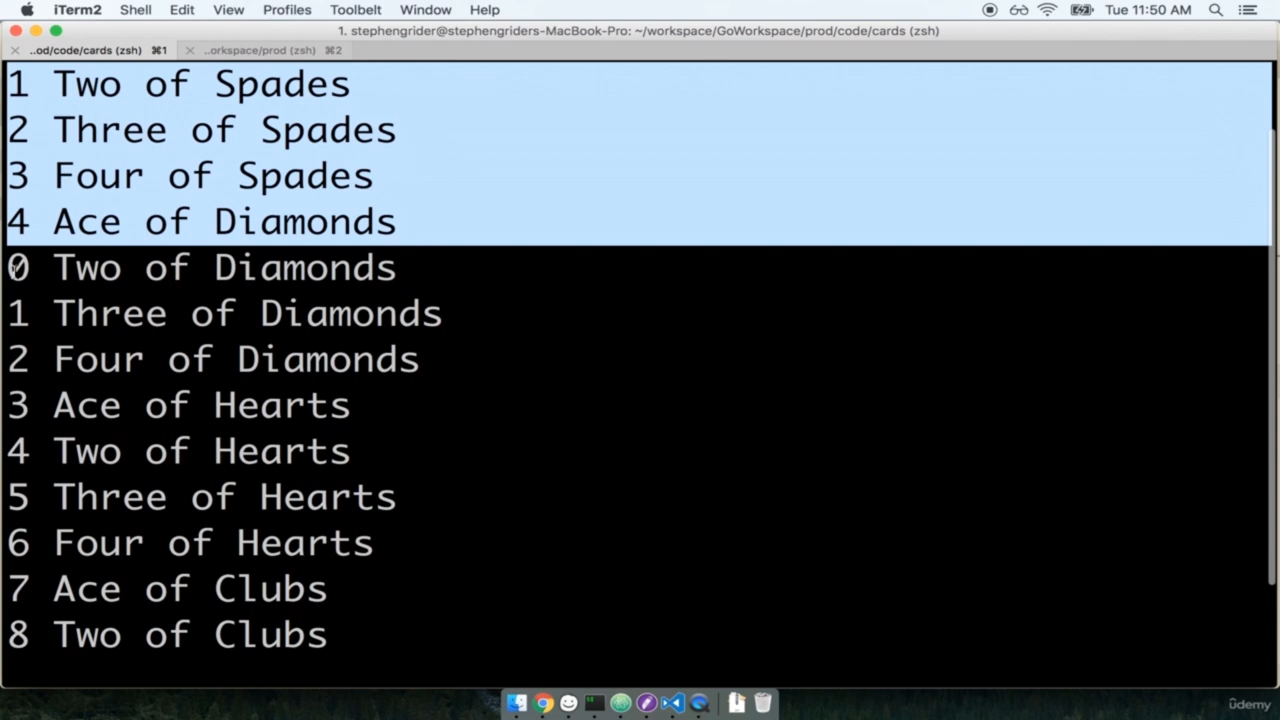 iTerm2 Shell Edit View Profiles Toolbelt Window Help Tue 11:50 AM
1. stephengrider@stephengriders-MacBook-Pro: ~/workspace/GoWorkspace/prod/code/cards (zsh)
..od/code/cards (zsh) ⌘1 ..orkspace/prod (zsh) ⌘2
1 Two of Spades
2 Three of Spades
3 Four of Spades
4 Ace of Diamonds
0 Two of Diamonds
1 Three of Diamonds
2 Four of Diamonds
3 Ace of Hearts
4 Two of Hearts
5 Three of Hearts
6 Four of Hearts
7 Ace of Clubs
8 Two of Clubs
ûdemy